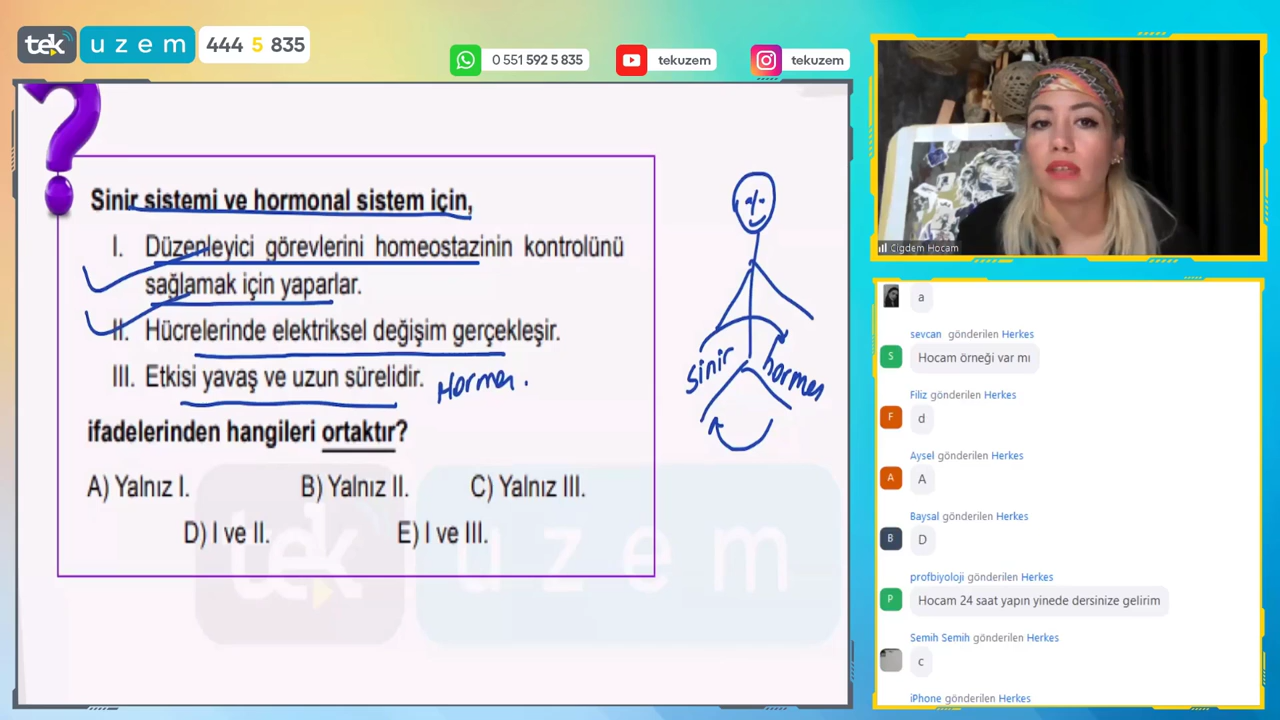 tek uzem 444 5 835
0 551 592 5 835
tekuzem
tekuzem
Sinir sistemi ve hormonal sistem için,
I. Düzenleyici görevlerini homeostazinin kontrolünü
sağlamak için yaparlar.
II. Hücrelerinde elektriksel değişim gerçekleşir.
III. Etkisi yavaş ve uzun sürelidir.
Hormon.
ifadelerinden hangileri ortaktır?
A) Yalnız I.
B) Yalnız II.
C) Yalnız III.
D) I ve II.
E) I ve III.
sinir
hormon
tek uzem
Çigdem Hocam
a
sevcan gönderilen Herkes
S
Hocam örneği var mı
Filiz gönderilen Herkes
F
d
Aysel gönderilen Herkes
A
A
Baysal gönderilen Herkes
B
D
profbiyoloji gönderilen Herkes
P
Hocam 24 saat yapın yinede dersinize gelirim
Semih Semih gönderilen Herkes
c
iPhone gönderilen Herkes